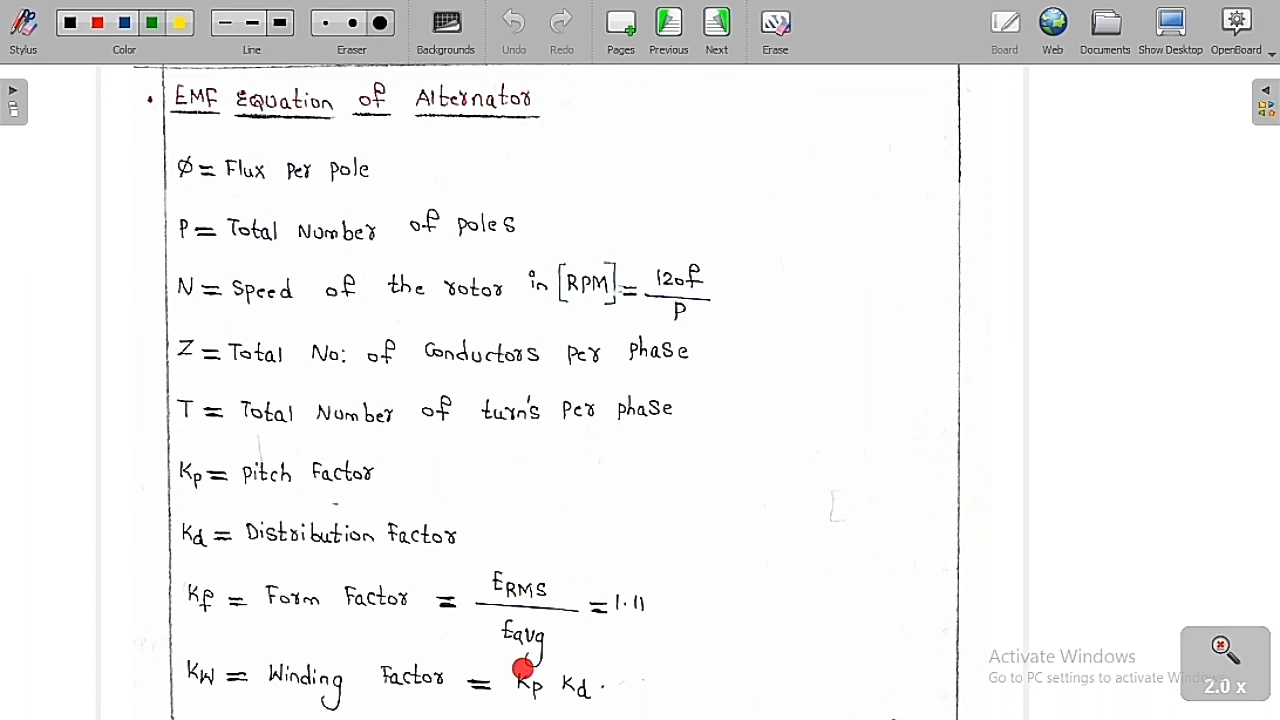 Stylus
Color
Line
Eraser
Backgrounds
Undo
Redo
Pages
Previous
Next
Erase
Board
Web
Documents
Show Desktop
OpenBoard
• EMF Equation of Alternator
Ø = Flux per pole
P = Total Number of poles
N = Speed of the rotor in [RPM] = 120f / P
Z = Total No: of Conductors per phase
T = Total Number of turn's per phase
Kp = Pitch Factor
Kd = Distribution Factor
Kf = Form Factor = ERMS / Eavg = 1.11
Kw = Winding Factor = Kp Kd.
Activate Windows
Go to PC settings to activate Windows
2.0 x